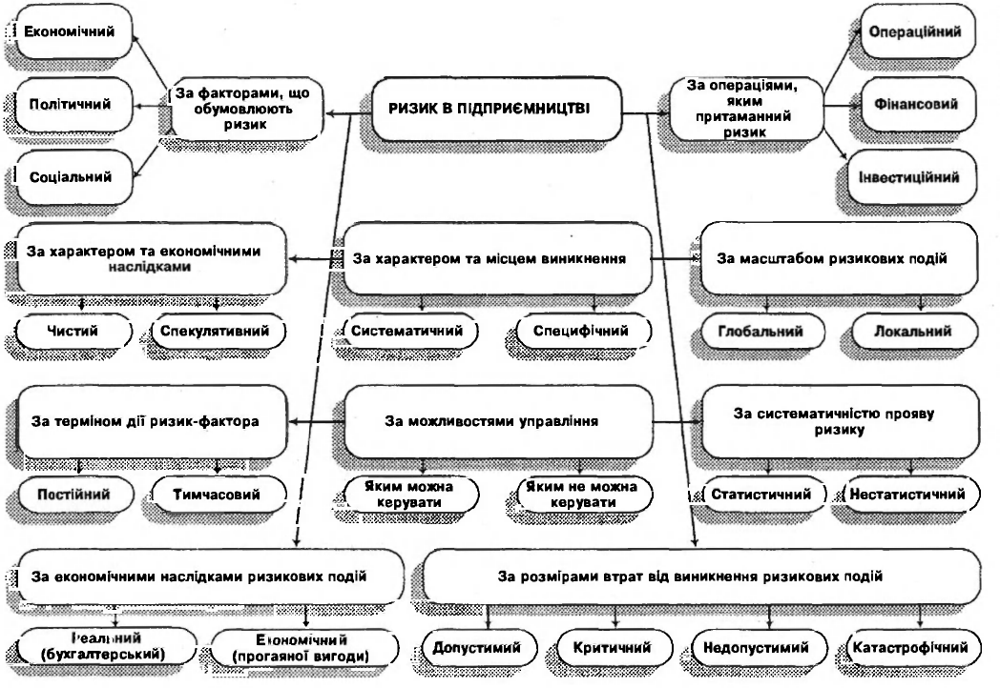 Економічний
Політичний
Соціальний
За факторами, що
обумовлюють
ризик
РИЗИК В ПІДПРИЄМНИЦТВІ
За операціями,
яким
притаманний
ризик
Операційний
Фінансовий
Інвестиційний
За характером та економічними
наслідками
Чистий
Спекулятивний
За характером та місцем виникнення
Систематичний
Специфічний
За масштабом ризикових подій
Глобальний
Локальний
За терміном дії ризик-фактора
Постійний
Тимчасовий
За можливостями управління
Яким можна
керувати
Яким не можна
керувати
За систематичністю прояву
ризику
Статистичний
Нестатистичний
За економічними наслідками ризикових подій
Реальний
(бухгалтерський)
Економічний
(прогаяної вигоди)
За розмірами втрат від виникнення ризикових подій
Допустимий
Критичний
Недопустимий
Катастрофічний